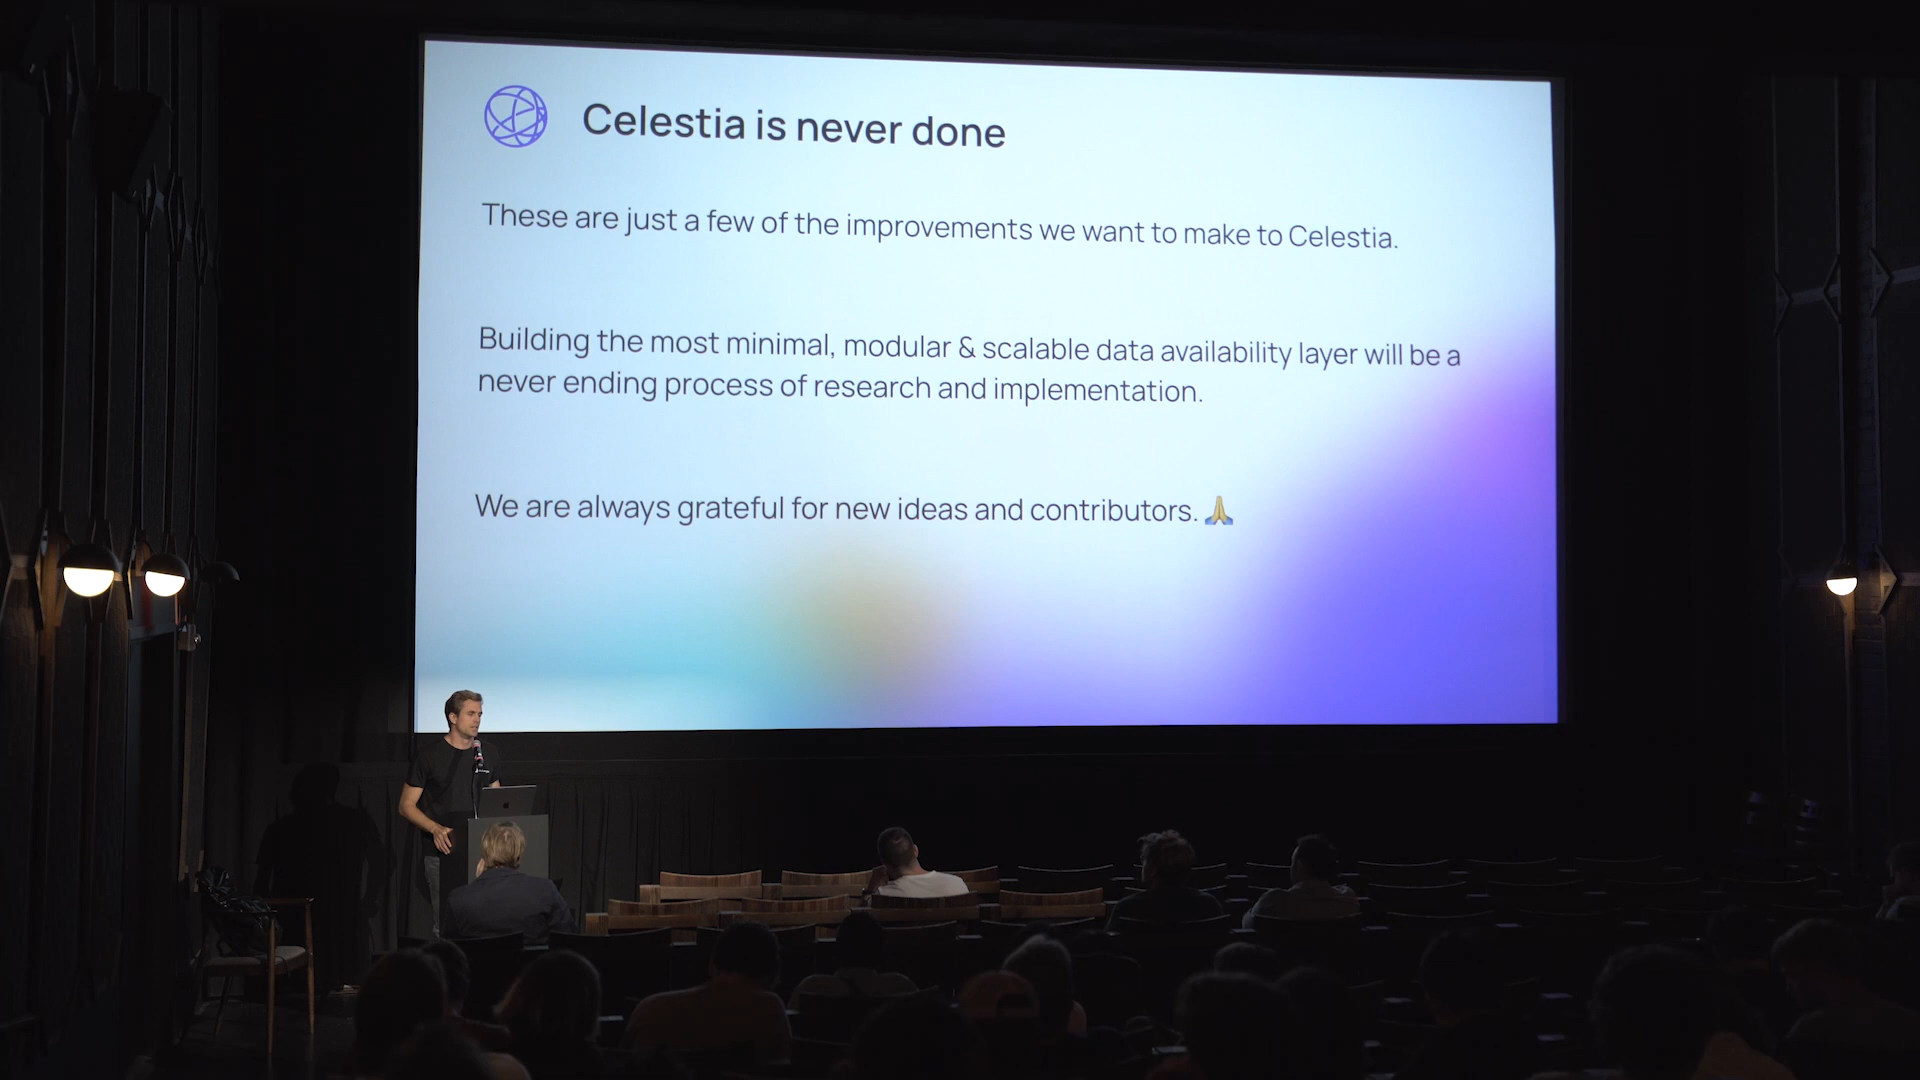 Celestia is never done
These are just a few of the improvements we want to make to Celestia.
Building the most minimal, modular & scalable data availability layer will be a
never ending process of research and implementation.
We are always grateful for new ideas and contributors. 🙏